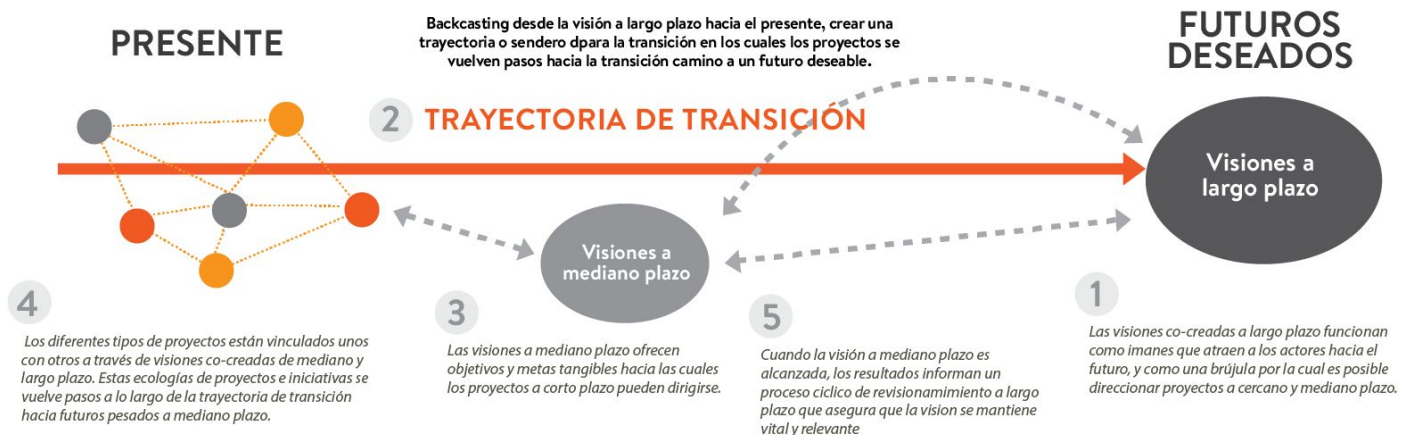 PRESENTE
Backcasting desde la visión a largo plazo hacia el presente, crear una
trayectoria o sendero dpara la transición en los cuales los proyectos se
vuelven pasos hacia la transición camino a un futuro deseable.
FUTUROS
DESEADOS
2 TRAYECTORIA DE TRANSICIÓN
Visiones a
largo plazo
Visiones a
mediano plazo
4
Los diferentes tipos de proyectos están vinculados unos
con otros a través de visiones co-creadas de mediano y
largo plazo. Estas ecologías de proyectos e iniciativas se
vuelve pasos a lo largo de la trayectoria de transición
hacia futuros pesados a mediano plazo.
3
Las visiones a mediano plazo ofrecen
objetivos y metas tangibles hacia las cuales
los proyectos a corto plazo pueden dirigirse.
5
Cuando la visión a mediano plazo es
alcanzada, los resultados informan un
proceso ciclico de revisionamimiento a largo
plazo que asegura que la vision se mantiene
vital y relevante
1
Las visiones co-creadas a largo plazo funcionan
como imanes que atraen a los actores hacia el
futuro, y como una brújula por la cual es posible
direccionar proyectos a cercano y mediano plazo.